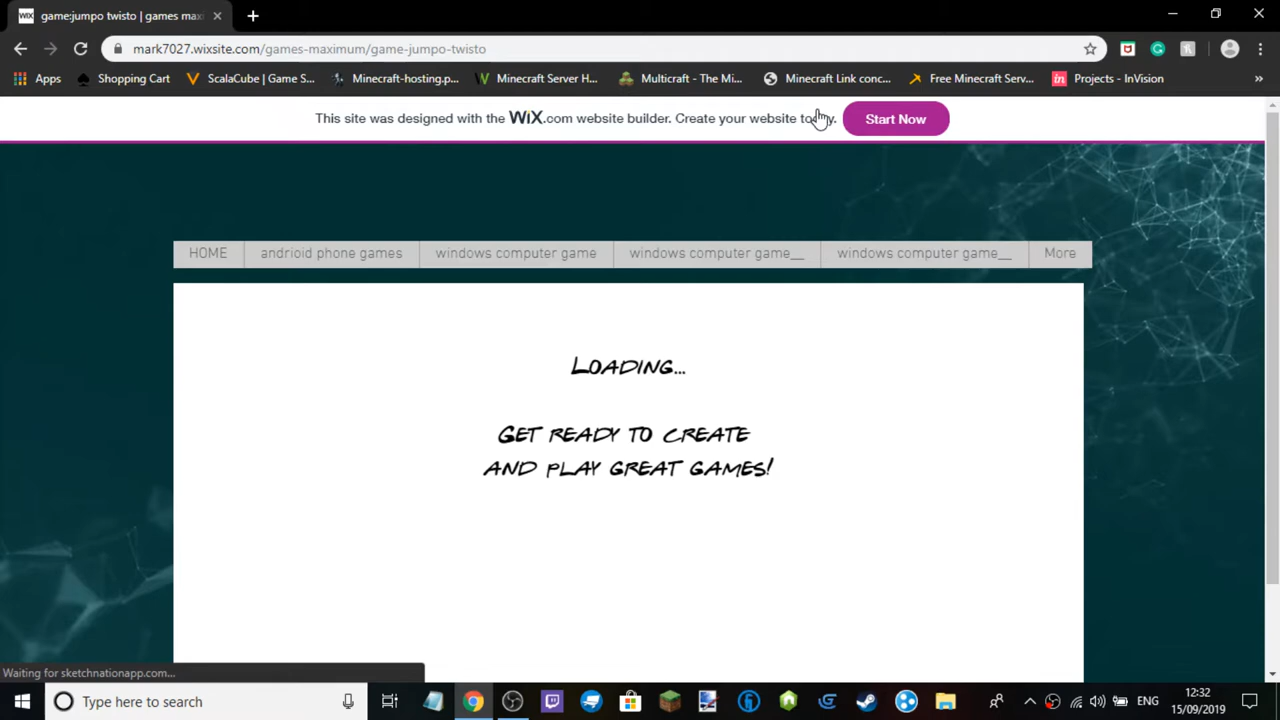 WiX game:jumpo twisto | games maxi
mark7027.wixsite.com/games-maximum/game-jumpo-twisto
Apps Shopping Cart ScalaCube | Game S... Minecraft-hosting.p... Minecraft Server H... Multicraft - The Mi... Minecraft Link conc... Free Minecraft Serv... in Projects - InVision »
This site was designed with the WiX.com website builder. Create your website today. Start Now
HOME andrioid phone games windows computer game windows computer game__ windows computer game__ More
LOADING...
GET READY TO CREATE
AND PLAY GREAT GAMES!
Waiting for sketchnationapp.com...
Type here to search
ENG
12:32
15/09/2019